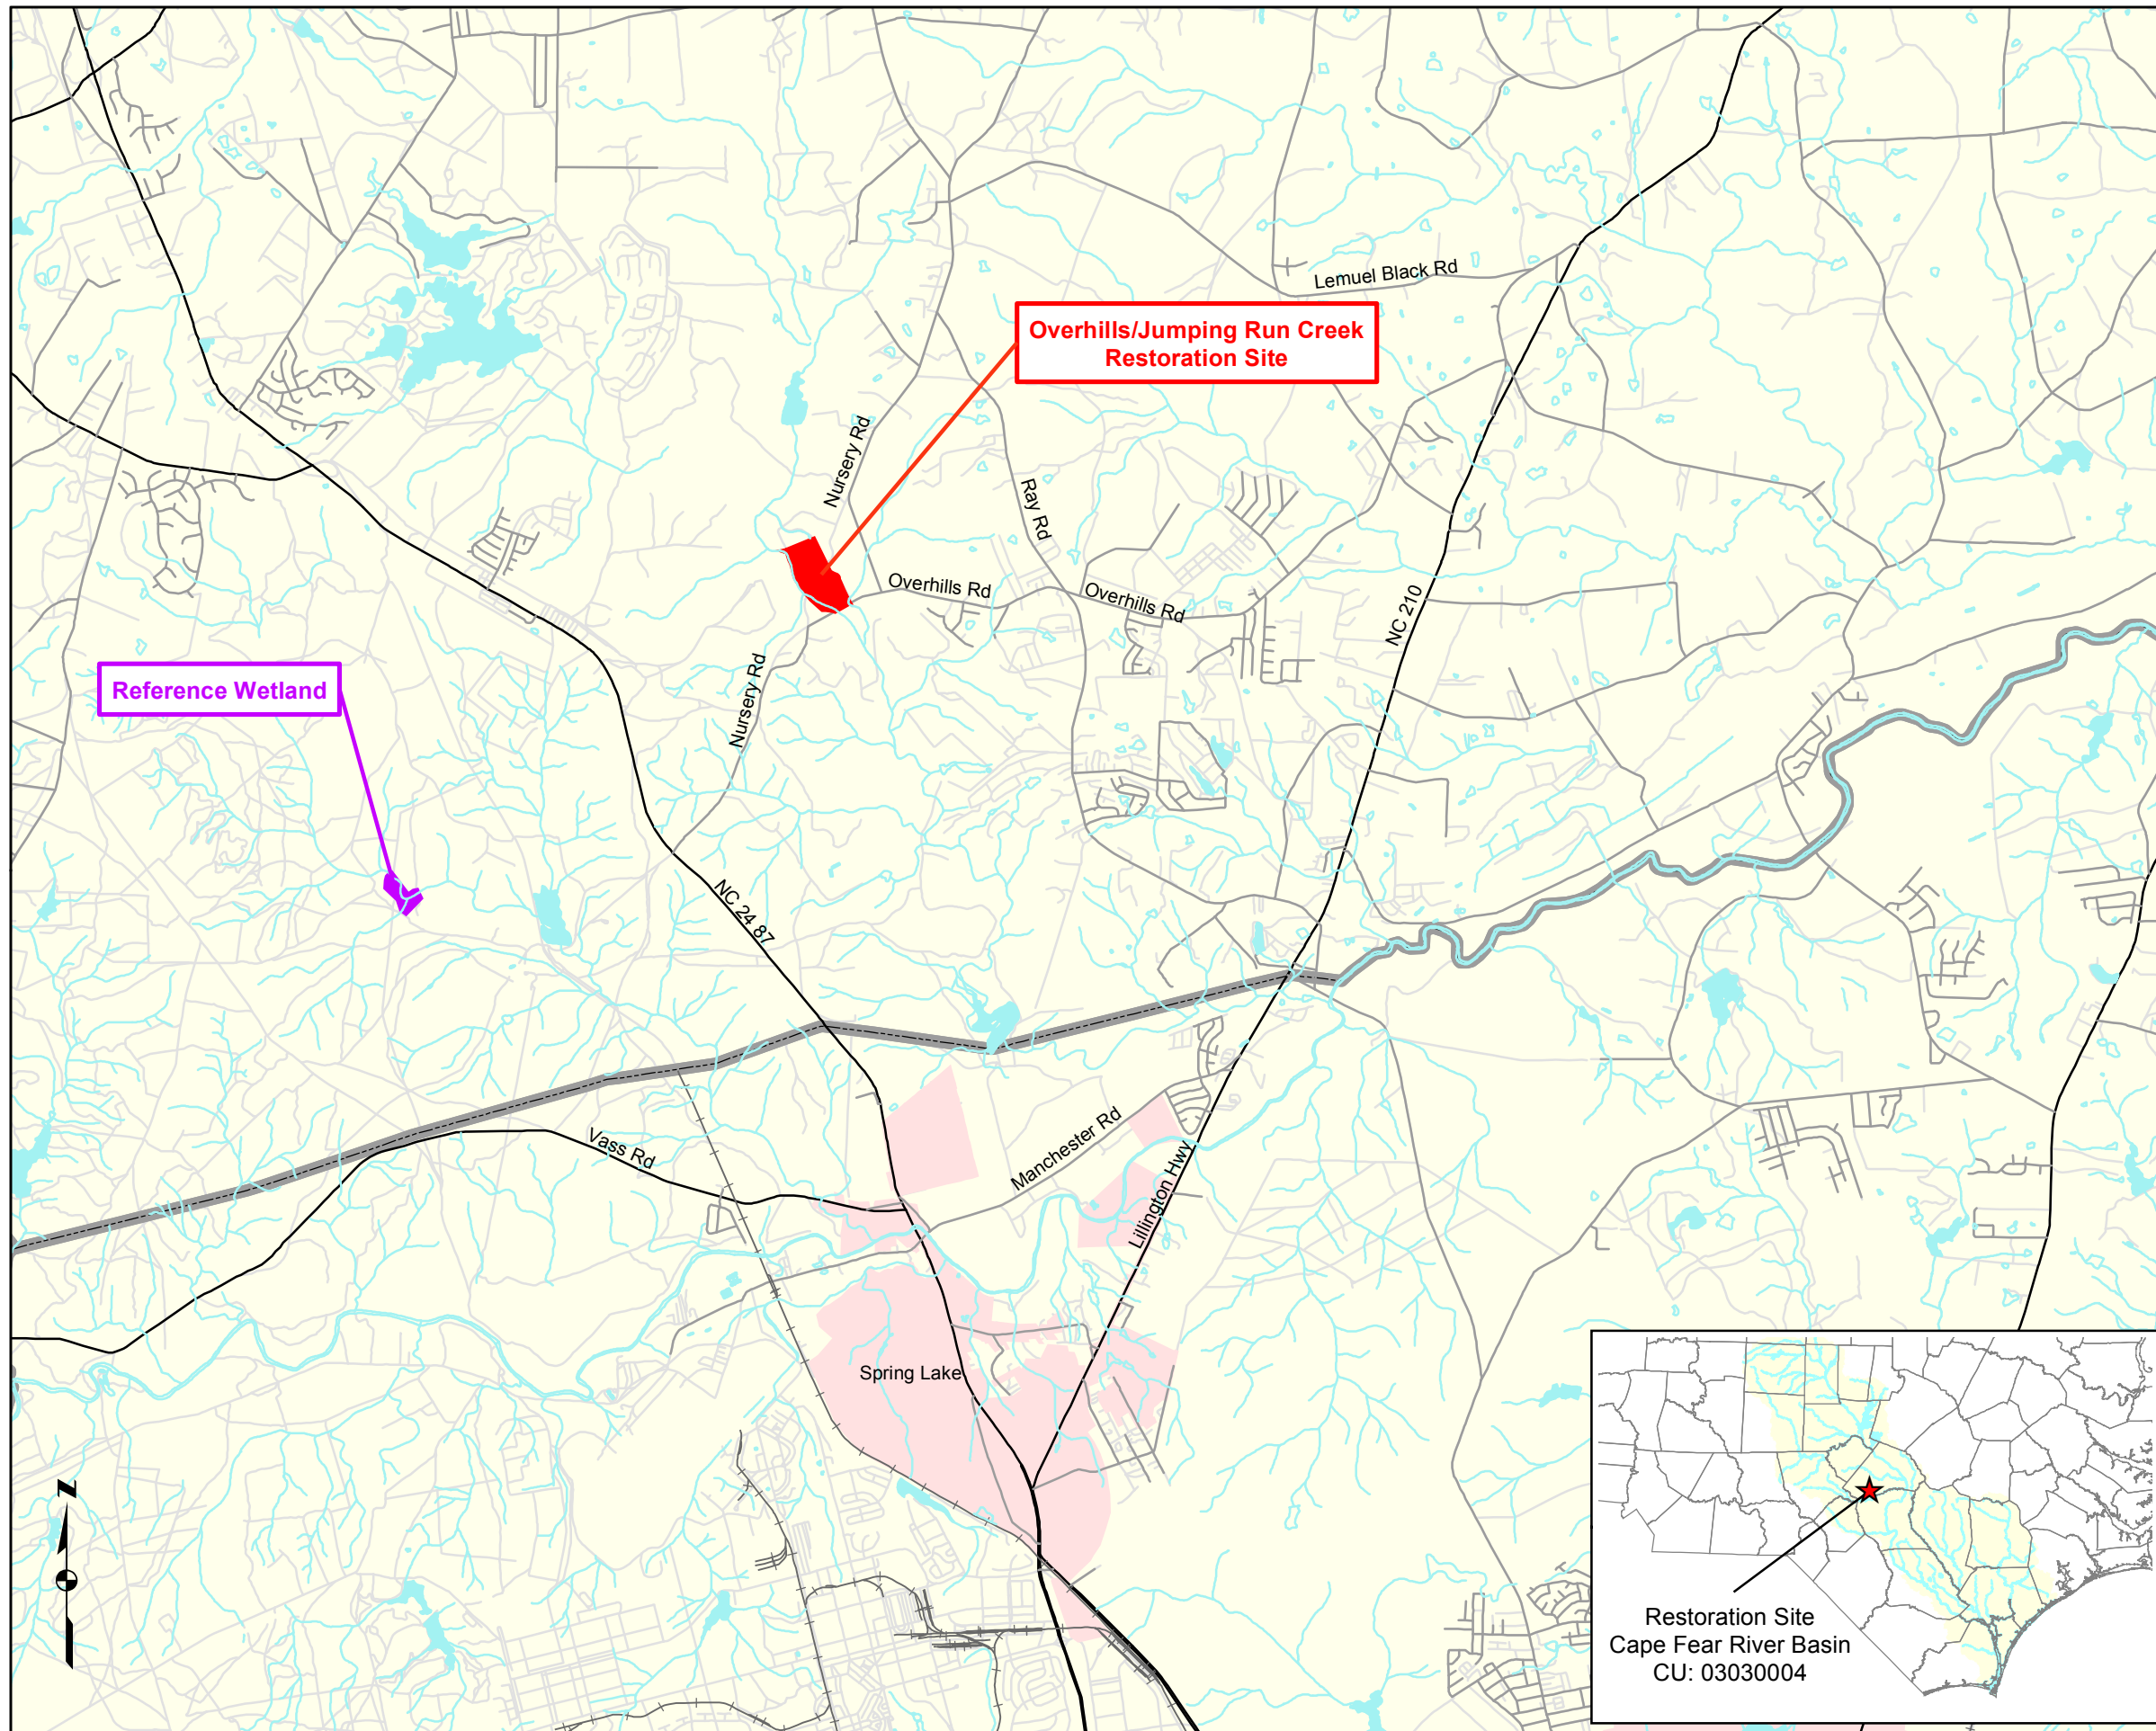 Lemuel Black Rd
Overhills/Jumping Run Creek
Restoration Site
Nursery Rd
Ray Rd
Overhills Rd
Overhills Rd
NC 210
Reference Wetland
Nursery Rd
NC 24 87
Manchester Rd
Vass Rd
Lillington Hwy
Spring Lake
N
Restoration Site
Cape Fear River Basin
CU: 03030004